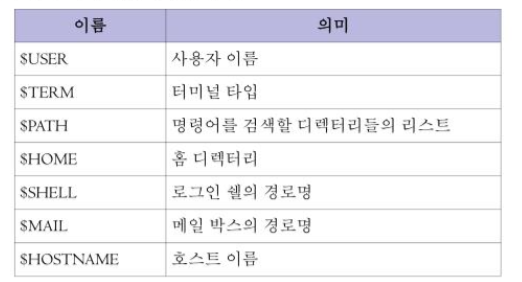 이름 의미
$USER 사용자 이름
$TERM 터미널 타입
$PATH 명령어를 검색할 디렉터리들의 리스트
$HOME 홈 디렉터리
$SHELL 로그인 쉘의 경로명
$MAIL 메일 박스의 경로명
$HOSTNAME 호스트 이름